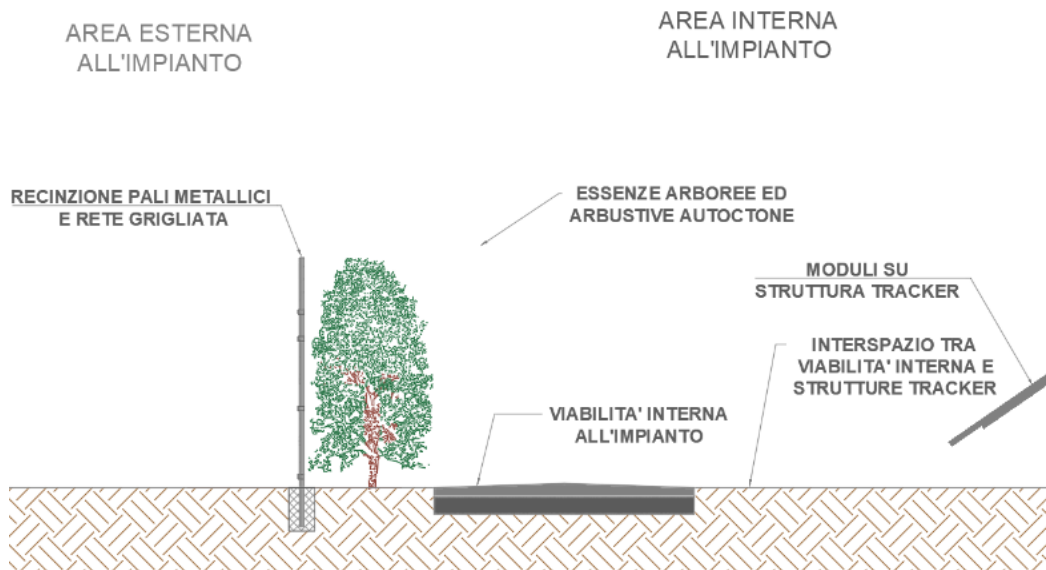 AREA ESTERNA
ALL'IMPIANTO
AREA INTERNA
ALL'IMPIANTO
RECINZIONE PALI METALLICI
E RETE GRIGLIATA
ESSENZE ARBOREE ED
ARBUSTIVE AUTOCTONE
MODULI SU
STRUTTURA TRACKER
INTERSPAZIO TRA
VIABILITA' INTERNA E
STRUTTURE TRACKER
VIABILITA' INTERNA
ALL'IMPIANTO